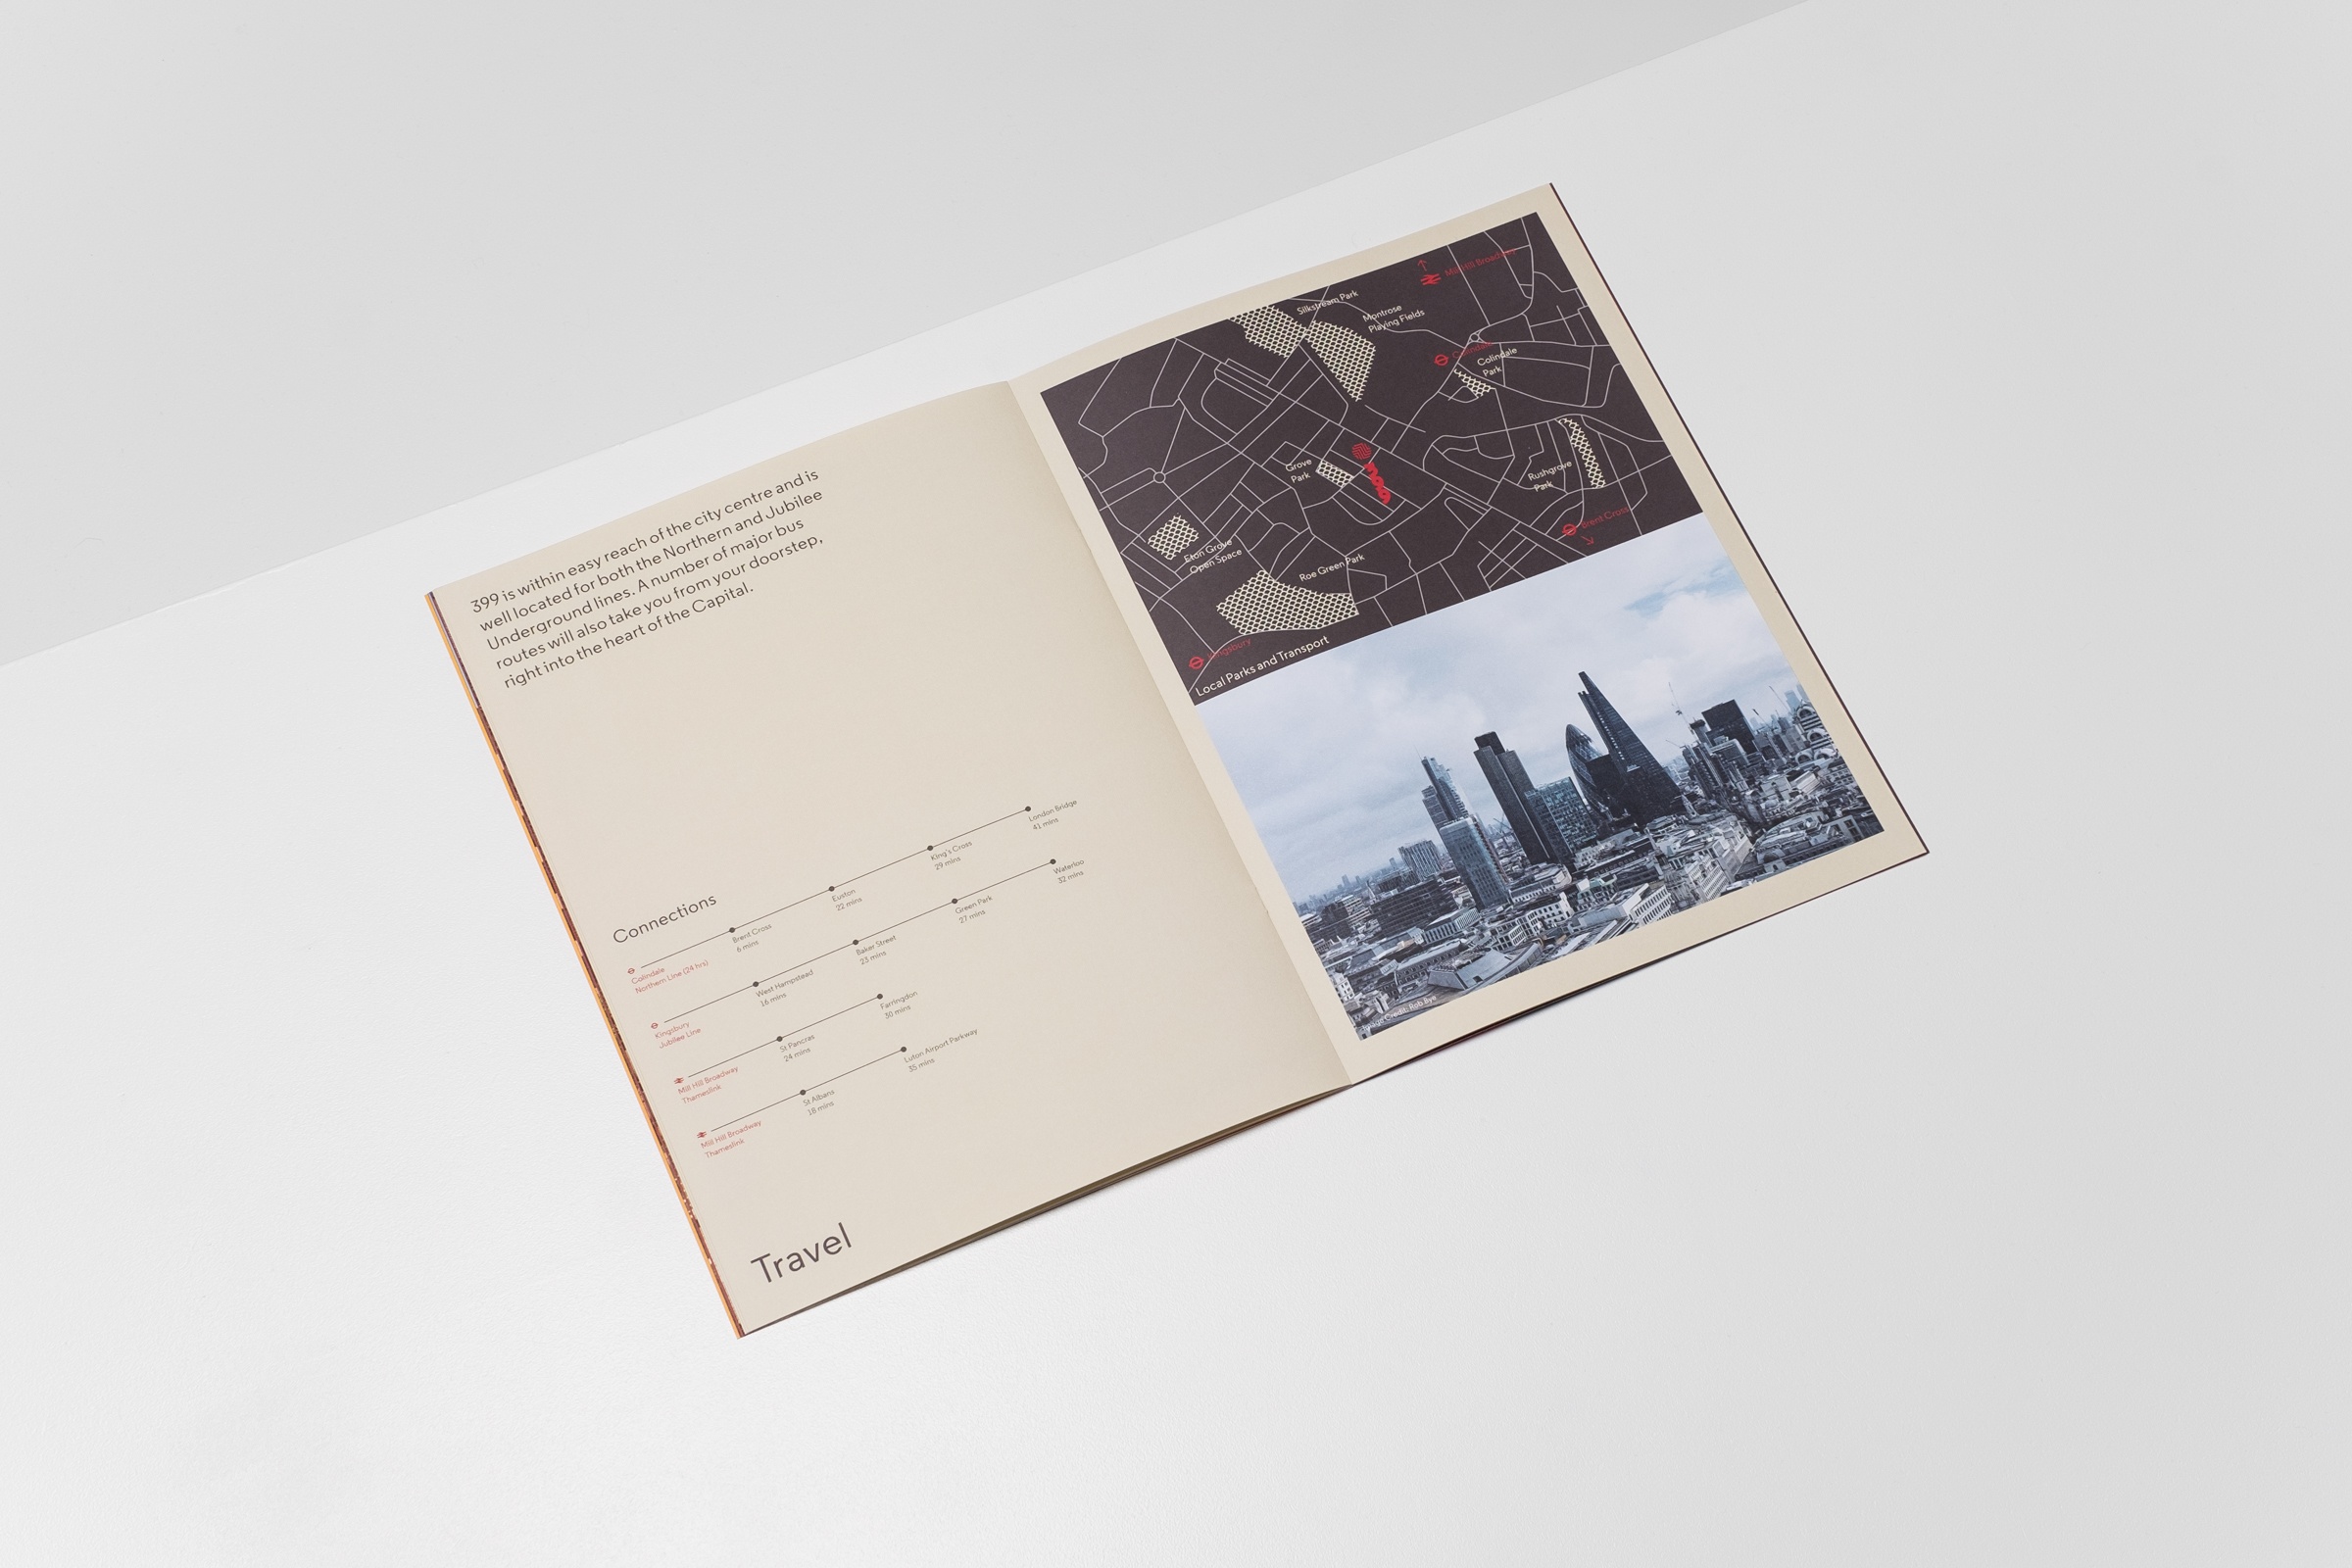 399 is within easy reach of the city centre and is
well located for both the Northern and Jubilee
Underground lines. A number of major bus
routes will also take you from your doorstep,
right into the heart of the Capital.
Connections
Colindale
Northern Line (24 hrs)
Brent Cross
6 mins
Euston
22 mins
King's Cross
29 mins
London Bridge
41 mins
Kingsbury
Jubilee Line
West Hampstead
16 mins
Baker Street
23 mins
Green Park
27 mins
Waterloo
32 mins
Mill Hill Broadway
Thameslink
St Pancras
24 mins
Farringdon
30 mins
Mill Hill Broadway
Thameslink
St Albans
18 mins
Luton Airport Parkway
35 mins
Travel
Mill Hill Broadway
Silkstream Park
Montrose
Playing Fields
Colindale
Colindale
Park
Grove
Park
399
Rushgrove
Park
Brent Cross
Eton Grove
Open Space
Roe Green Park
Kingsbury
Local Parks and Transport
Image Credit: Rob Bye